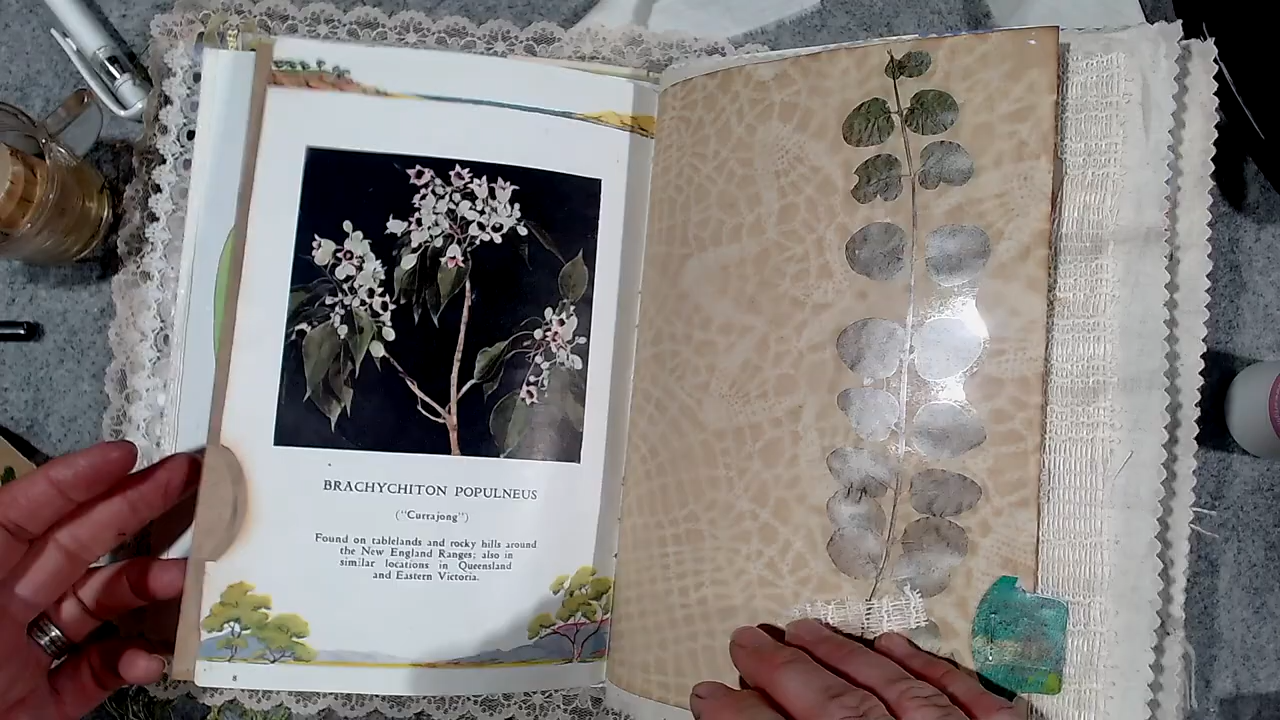 BRACHYCHITON POPULNEUS
("Currajong")
Found on tablelands and rocky hills around
the New England Ranges; also in
similar locations in Queensland
and Eastern Victoria.
8